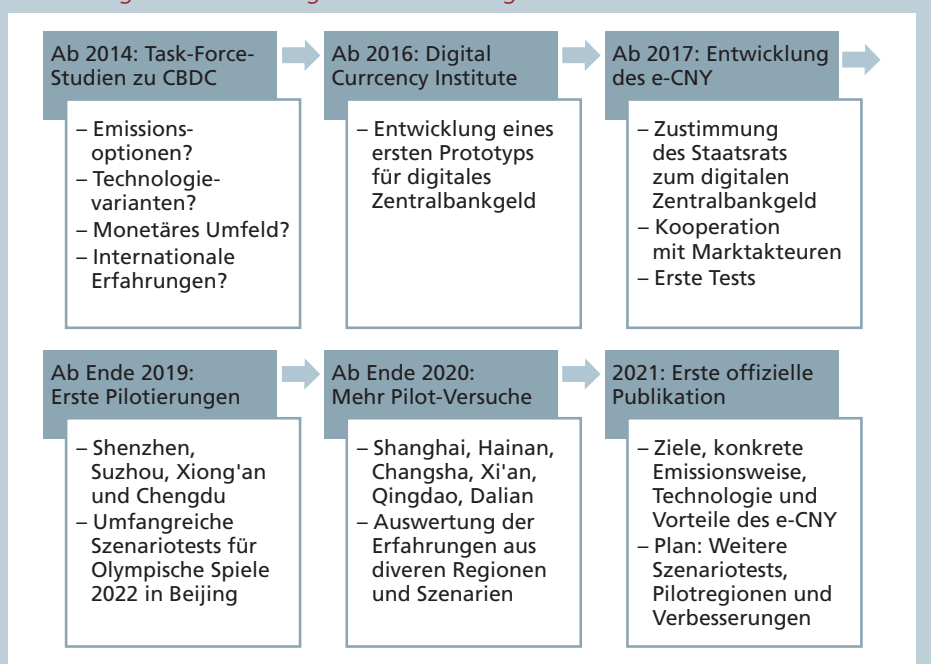 Ab 2014: Task-Force-
Studien zu CBDC
– Emissions-
optionen?
– Technologie-
varianten?
– Monetäres Umfeld?
– Internationale
Erfahrungen?
Ab 2016: Digital
Currcency Institute
– Entwicklung eines
ersten Prototyps
für digitales
Zentralbankgeld
Ab 2017: Entwicklung
des e-CNY
– Zustimmung
des Staatsrats
zum digitalen
Zentralbankgeld
– Kooperation
mit Marktakteuren
– Erste Tests
Ab Ende 2019:
Erste Pilotierungen
– Shenzhen,
Suzhou, Xiong'an
und Chengdu
– Umfangreiche
Szenariotests für
Olympische Spiele
2022 in Beijing
Ab Ende 2020:
Mehr Pilot-Versuche
– Shanghai, Hainan,
Changsha, Xi'an,
Qingdao, Dalian
– Auswertung der
Erfahrungen aus
diveren Regionen
und Szenarien
2021: Erste offizielle
Publikation
– Ziele, konkrete
Emissionsweise,
Technologie und
Vorteile des e-CNY
– Plan: Weitere
Szenariotests,
Pilotregionen und
Verbesserungen